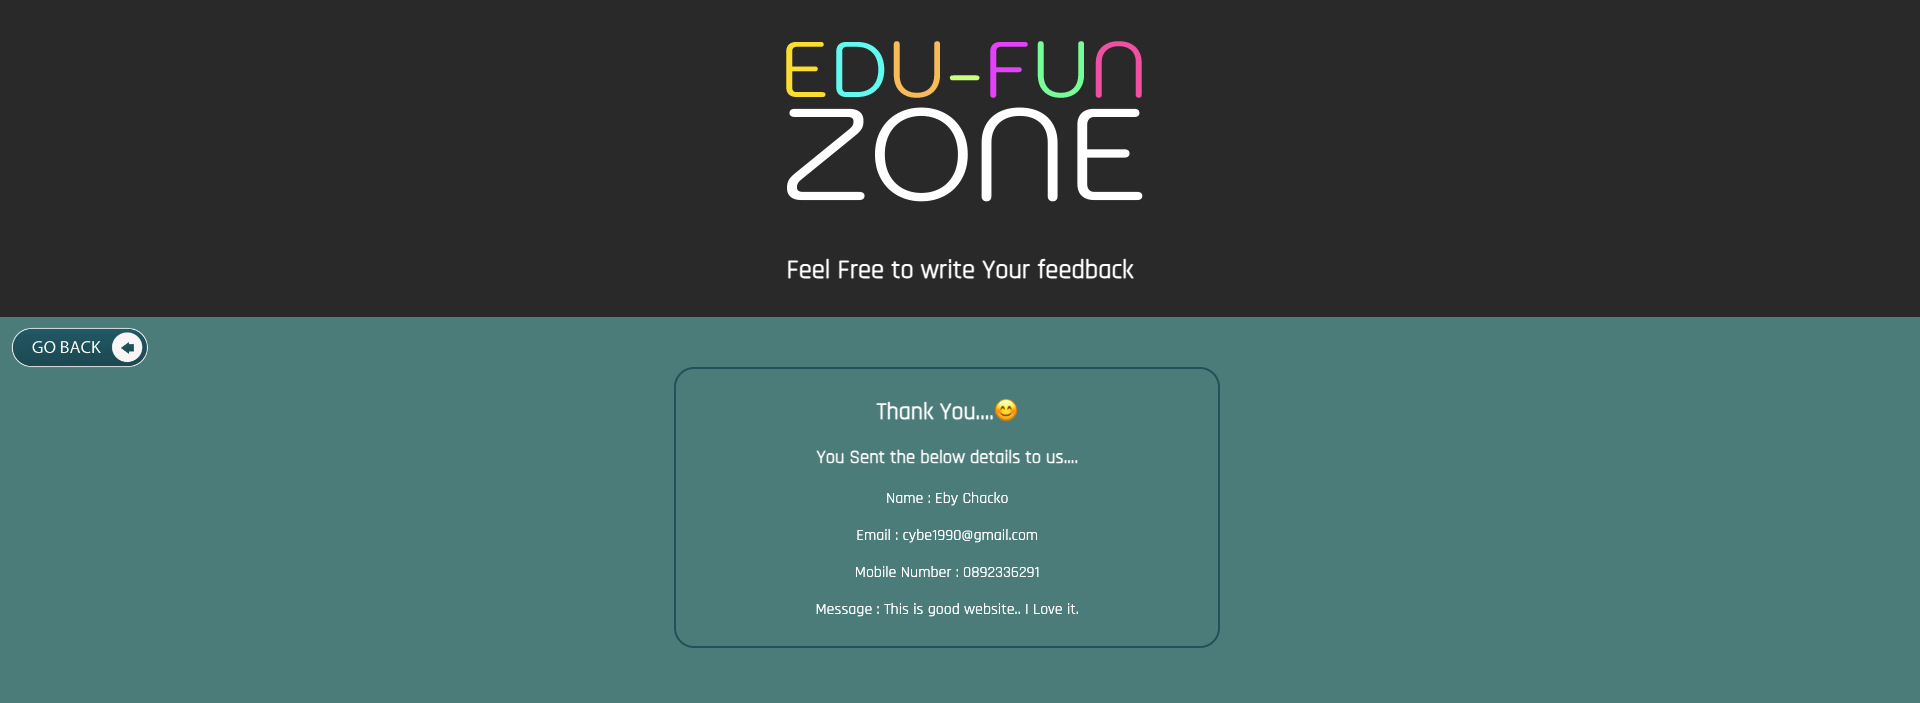 EDU-FUN
ZONE
Feel Free to write Your feedback
GO BACK
Thank You....😊
You Sent the below details to us....
Name : Eby Chacko
Email : cybe1990@gmail.com
Mobile Number : 0892336291
Message : This is good website.. I Love it.